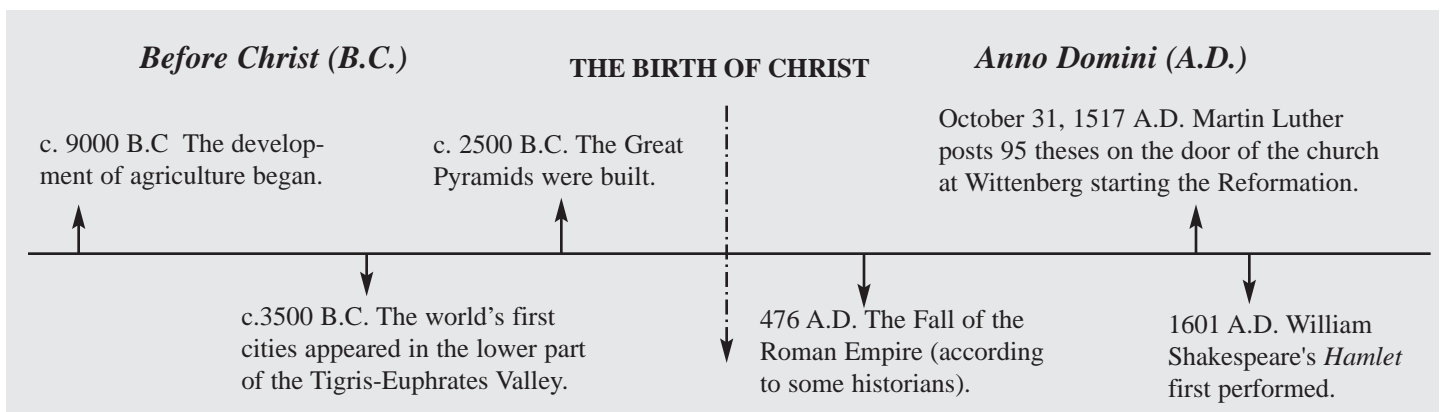 Before Christ (B.C.)
THE BIRTH OF CHRIST
Anno Domini (A.D.)
c. 9000 B.C  The develop-
ment of agriculture began.
c. 2500 B.C. The Great
Pyramids were built.
October 31, 1517 A.D. Martin Luther
posts 95 theses on the door of the church
at Wittenberg starting the Reformation.
c.3500 B.C. The world’s first
cities appeared in the lower part
of the Tigris-Euphrates Valley.
476 A.D. The Fall of the
Roman Empire (according
to some historians).
1601 A.D. William
Shakespeare's Hamlet
first performed.